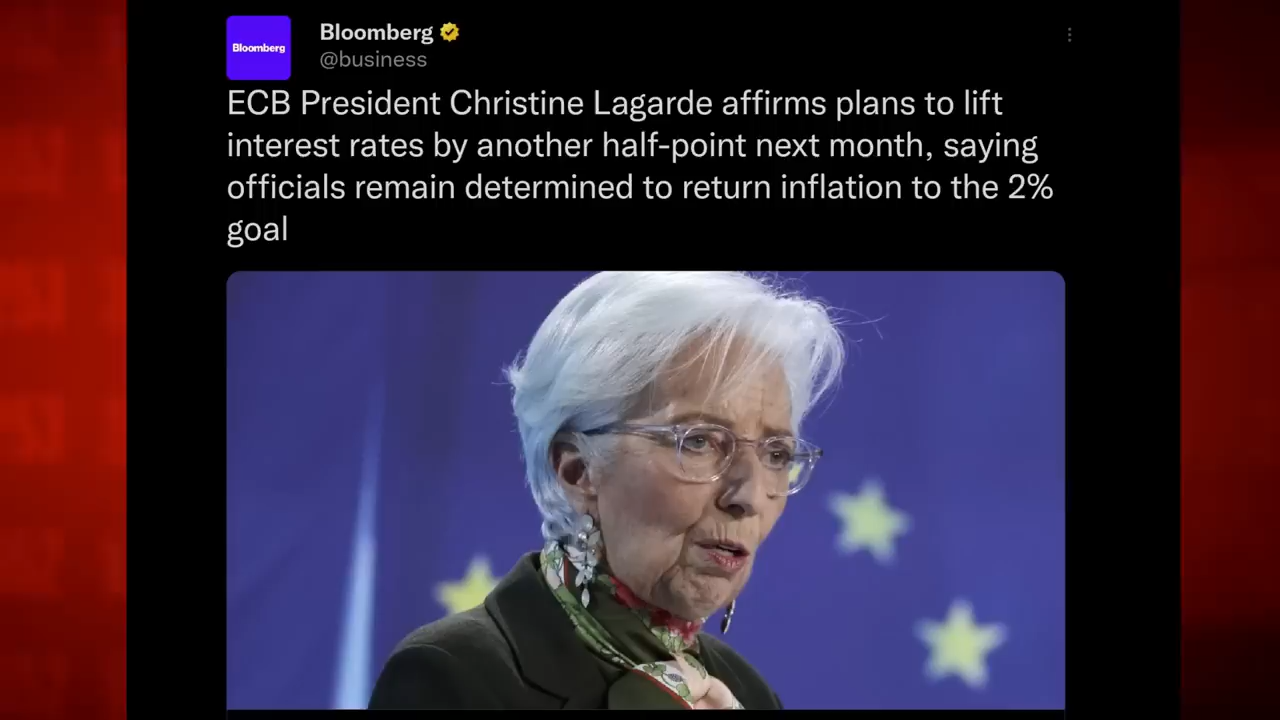 Bloomberg
Bloomberg
@business
ECB President Christine Lagarde affirms plans to lift
interest rates by another half-point next month, saying
officials remain determined to return inflation to the 2%
goal